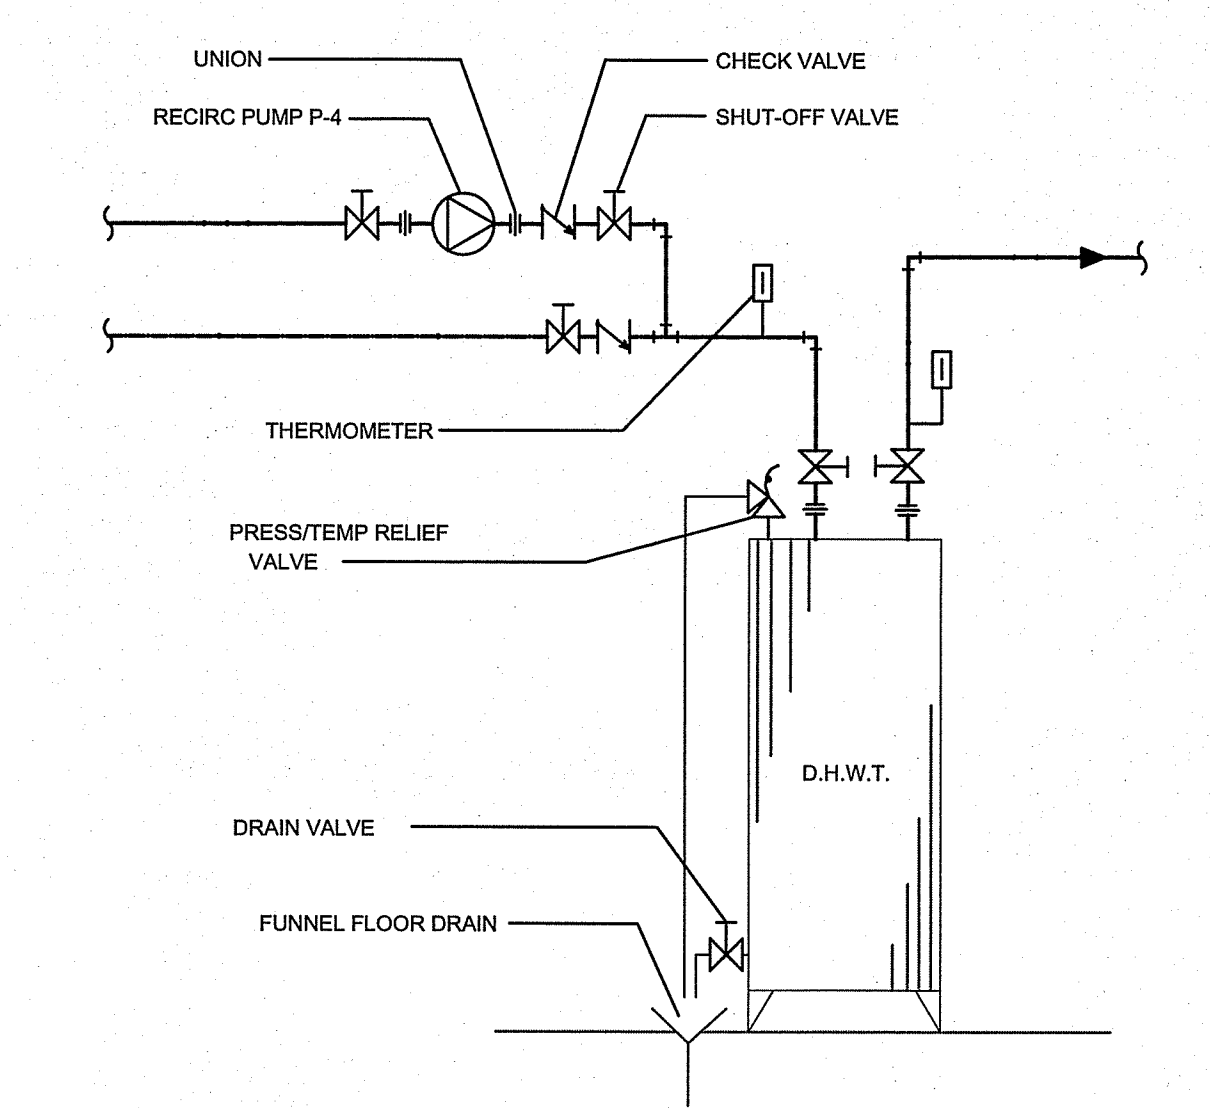 UNION
CHECK VALVE
RECIRC PUMP P-4
SHUT-OFF VALVE
THERMOMETER
PRESS/TEMP RELIEF
VALVE
D.H.W.T.
DRAIN VALVE
FUNNEL FLOOR DRAIN